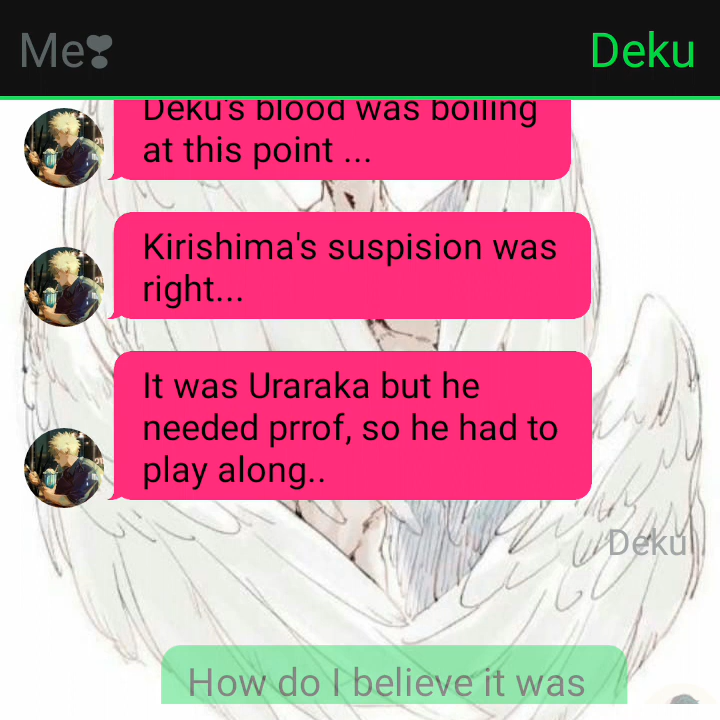 Me❣
Deku
Deku's blood was boiling
at this point ...
Kirishima's suspision was
right...
It was Uraraka but he
needed prrof, so he had to
play along..
Deku
How do I believe it was